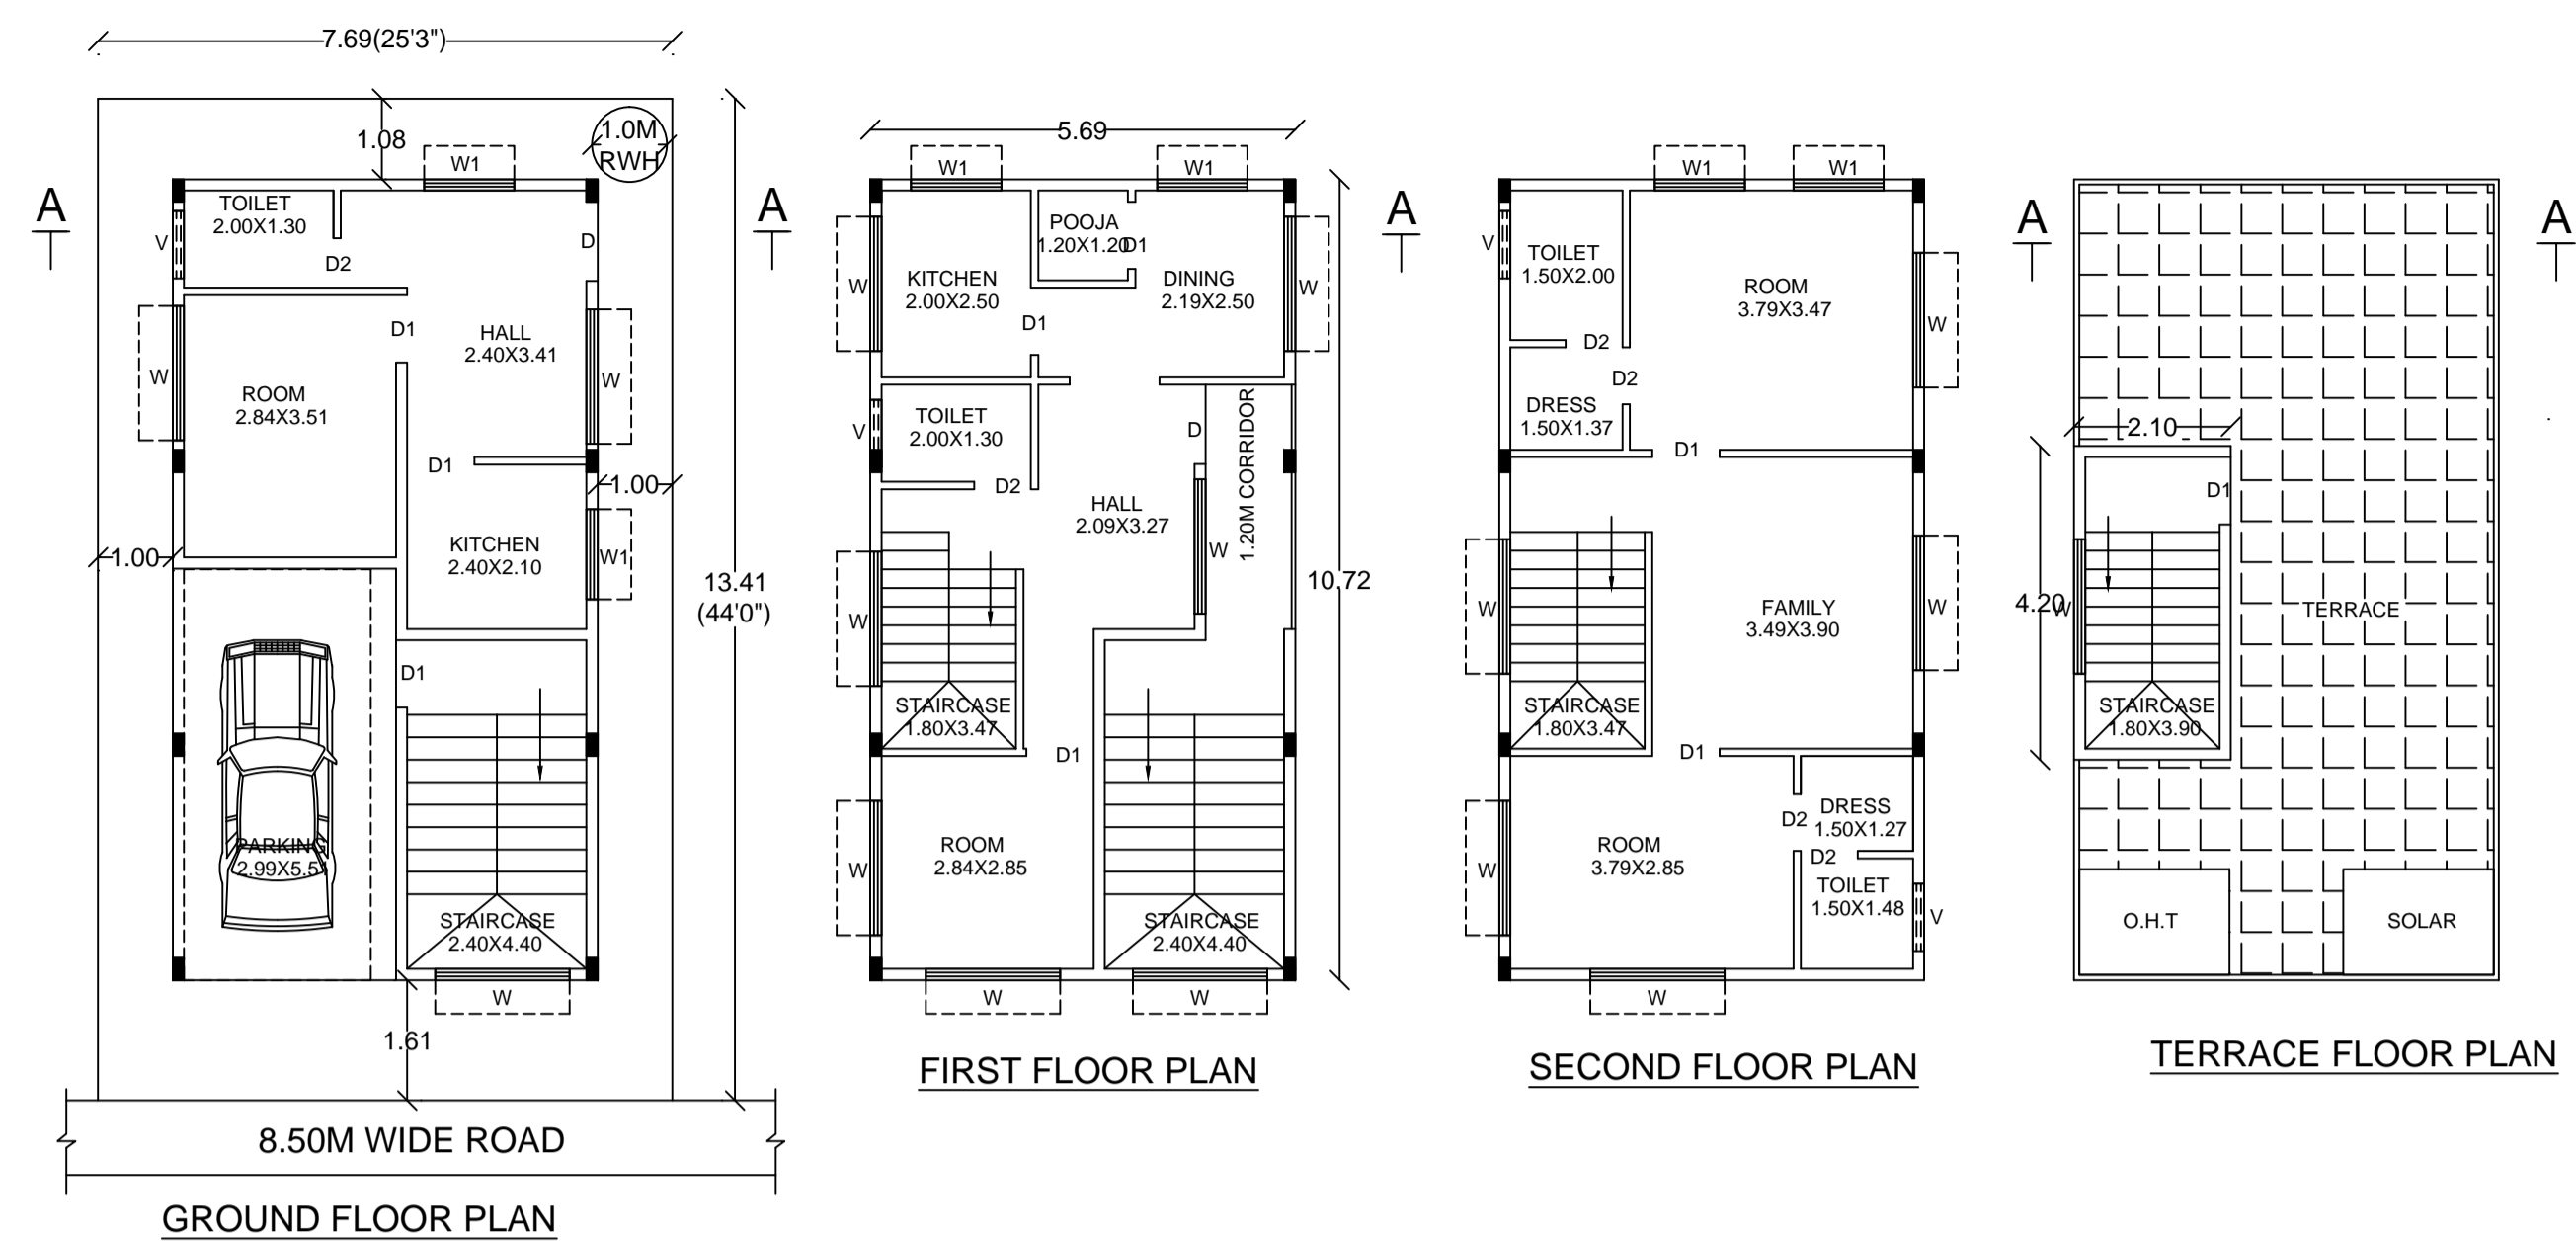 7.69(25'3")
1.08
1.0M
RWH
W1
A
A
TOILET
2.00X1.30
V
D
D2
D1
HALL
2.40X3.41
W
W
ROOM
2.84X3.51
D1
1.00
1.00
KITCHEN
2.40X2.10
W1
13.41
(44'0")
D1
PARKING
2.99X5.51
STAIRCASE
2.40X4.40
W
1.61
8.50M WIDE ROAD
GROUND FLOOR PLAN
5.69
W1
W1
POOJA
1.20X1.20
D1
KITCHEN
2.00X2.50
DINING
2.19X2.50
W
W
D1
TOILET
2.00X1.30
V
D
1.20M CORRIDOR
D2
HALL
2.09X3.27
W
10.72
W
STAIRCASE
1.80X3.47
D1
ROOM
2.84X2.85
W
STAIRCASE
2.40X4.40
W
W
FIRST FLOOR PLAN
A
W1
W1
V
TOILET
1.50X2.00
ROOM
3.79X3.47
W
D2
D2
DRESS
1.50X1.37
D1
FAMILY
3.49X3.90
W
W
STAIRCASE
1.80X3.47
D1
DRESS
1.50X1.27
D2
D2
ROOM
3.79X2.85
W
TOILET
1.50X1.48
V
W
SECOND FLOOR PLAN
A
A
2.10
D1
4.20
W
TERRACE
STAIRCASE
1.80X3.90
O.H.T
SOLAR
TERRACE FLOOR PLAN